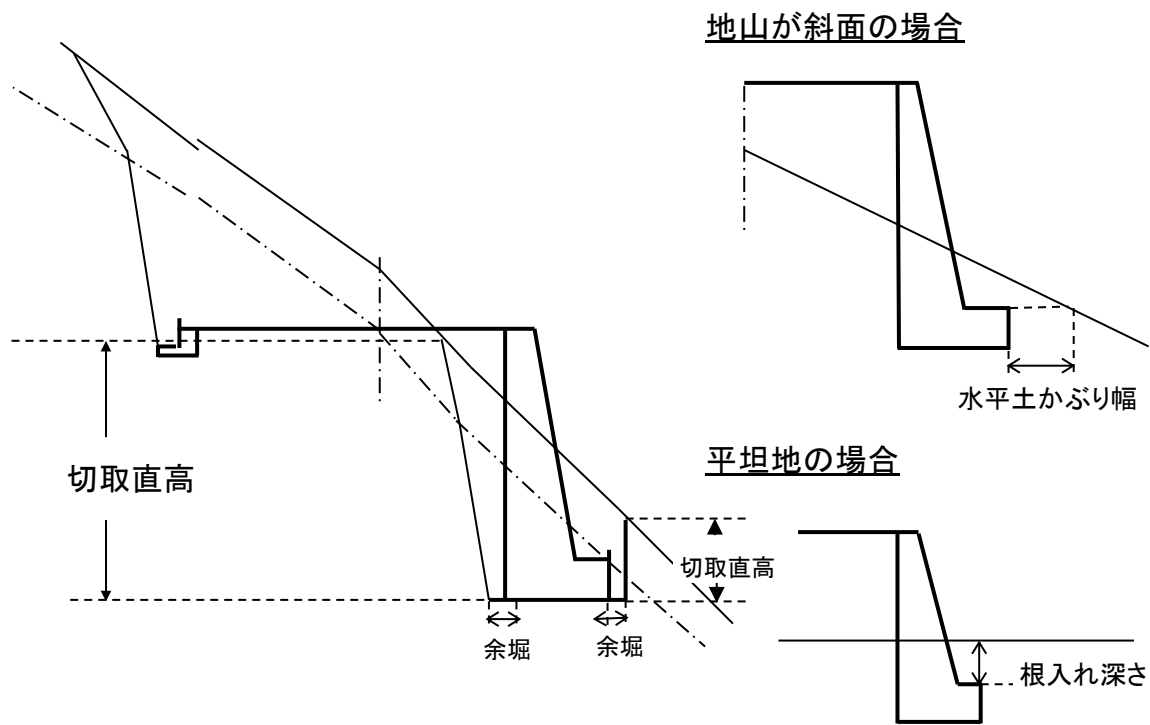 地山が斜面の場合
水平土かぶり幅
平坦地の場合
切取直高
切取直高
余堀
余堀
根入れ深さ